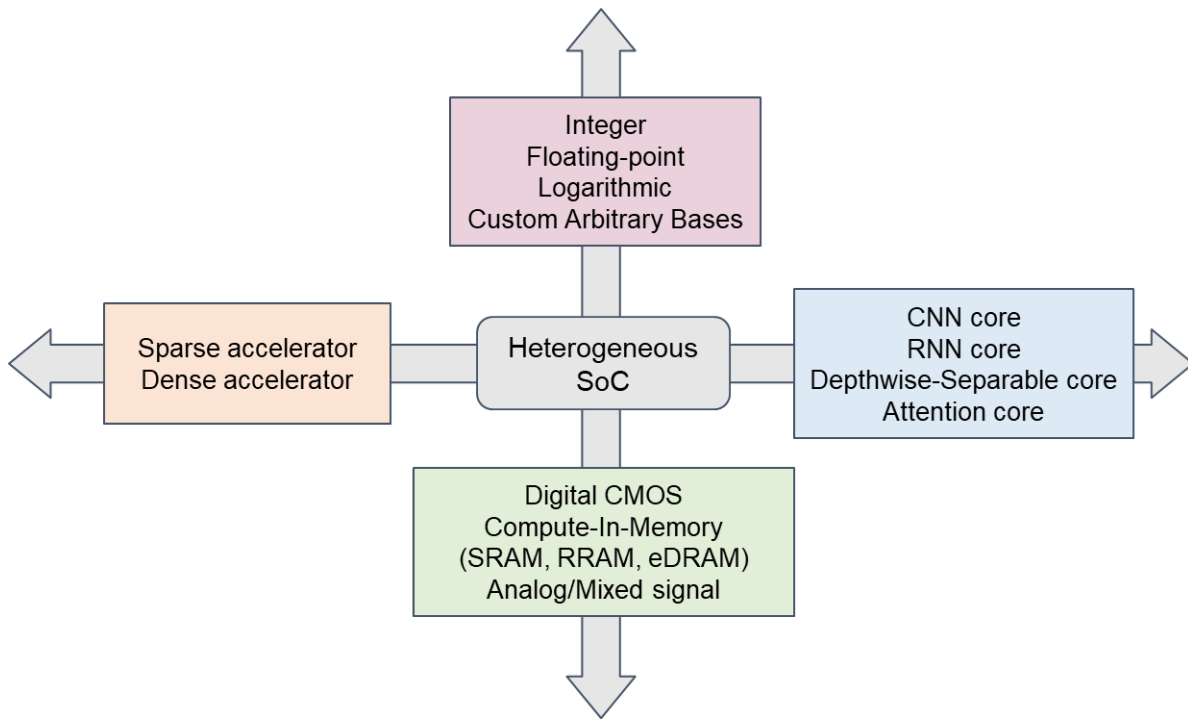 Integer
Floating-point
Logarithmic
Custom Arbitrary Bases
Sparse accelerator
Dense accelerator
Heterogeneous
SoC
CNN core
RNN core
Depthwise-Separable core
Attention core
Digital CMOS
Compute-In-Memory
(SRAM, RRAM, eDRAM)
Analog/Mixed signal